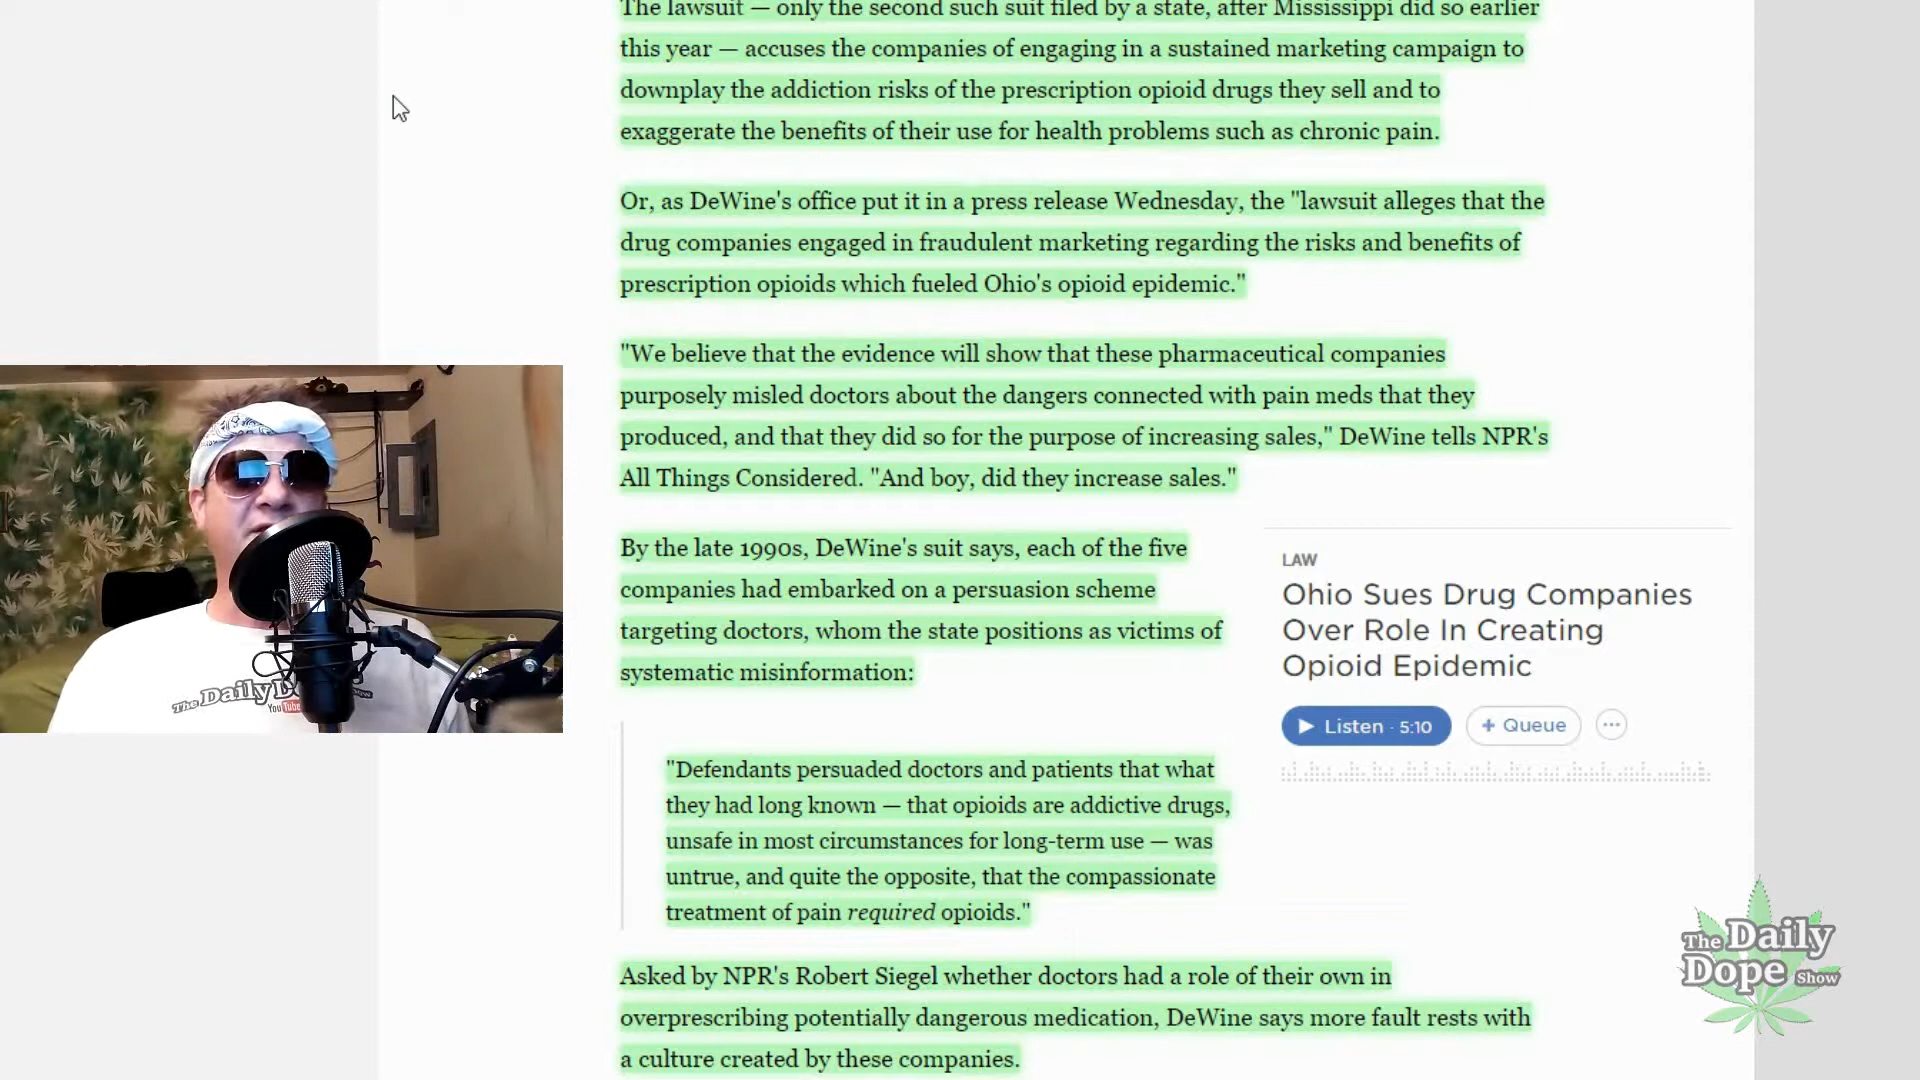 The lawsuit — only the second such suit filed by a state, after Mississippi did so earlier
this year — accuses the companies of engaging in a sustained marketing campaign to
downplay the addiction risks of the prescription opioid drugs they sell and to
exaggerate the benefits of their use for health problems such as chronic pain.
Or, as DeWine's office put it in a press release Wednesday, the "lawsuit alleges that the
drug companies engaged in fraudulent marketing regarding the risks and benefits of
prescription opioids which fueled Ohio's opioid epidemic."
"We believe that the evidence will show that these pharmaceutical companies
purposely misled doctors about the dangers connected with pain meds that they
produced, and that they did so for the purpose of increasing sales," DeWine tells NPR's
All Things Considered. "And boy, did they increase sales."
By the late 1990s, DeWine's suit says, each of the five
companies had embarked on a persuasion scheme
targeting doctors, whom the state positions as victims of
systematic misinformation:
"Defendants persuaded doctors and patients that what
they had long known — that opioids are addictive drugs,
unsafe in most circumstances for long-term use — was
untrue, and quite the opposite, that the compassionate
treatment of pain required opioids."
Asked by NPR's Robert Siegel whether doctors had a role of their own in
overprescribing potentially dangerous medication, DeWine says more fault rests with
a culture created by these companies.
LAW
Ohio Sues Drug Companies
Over Role In Creating
Opioid Epidemic
Listen · 5:10
+ Queue
The Daily
You Tube
The Daily
Dope Show